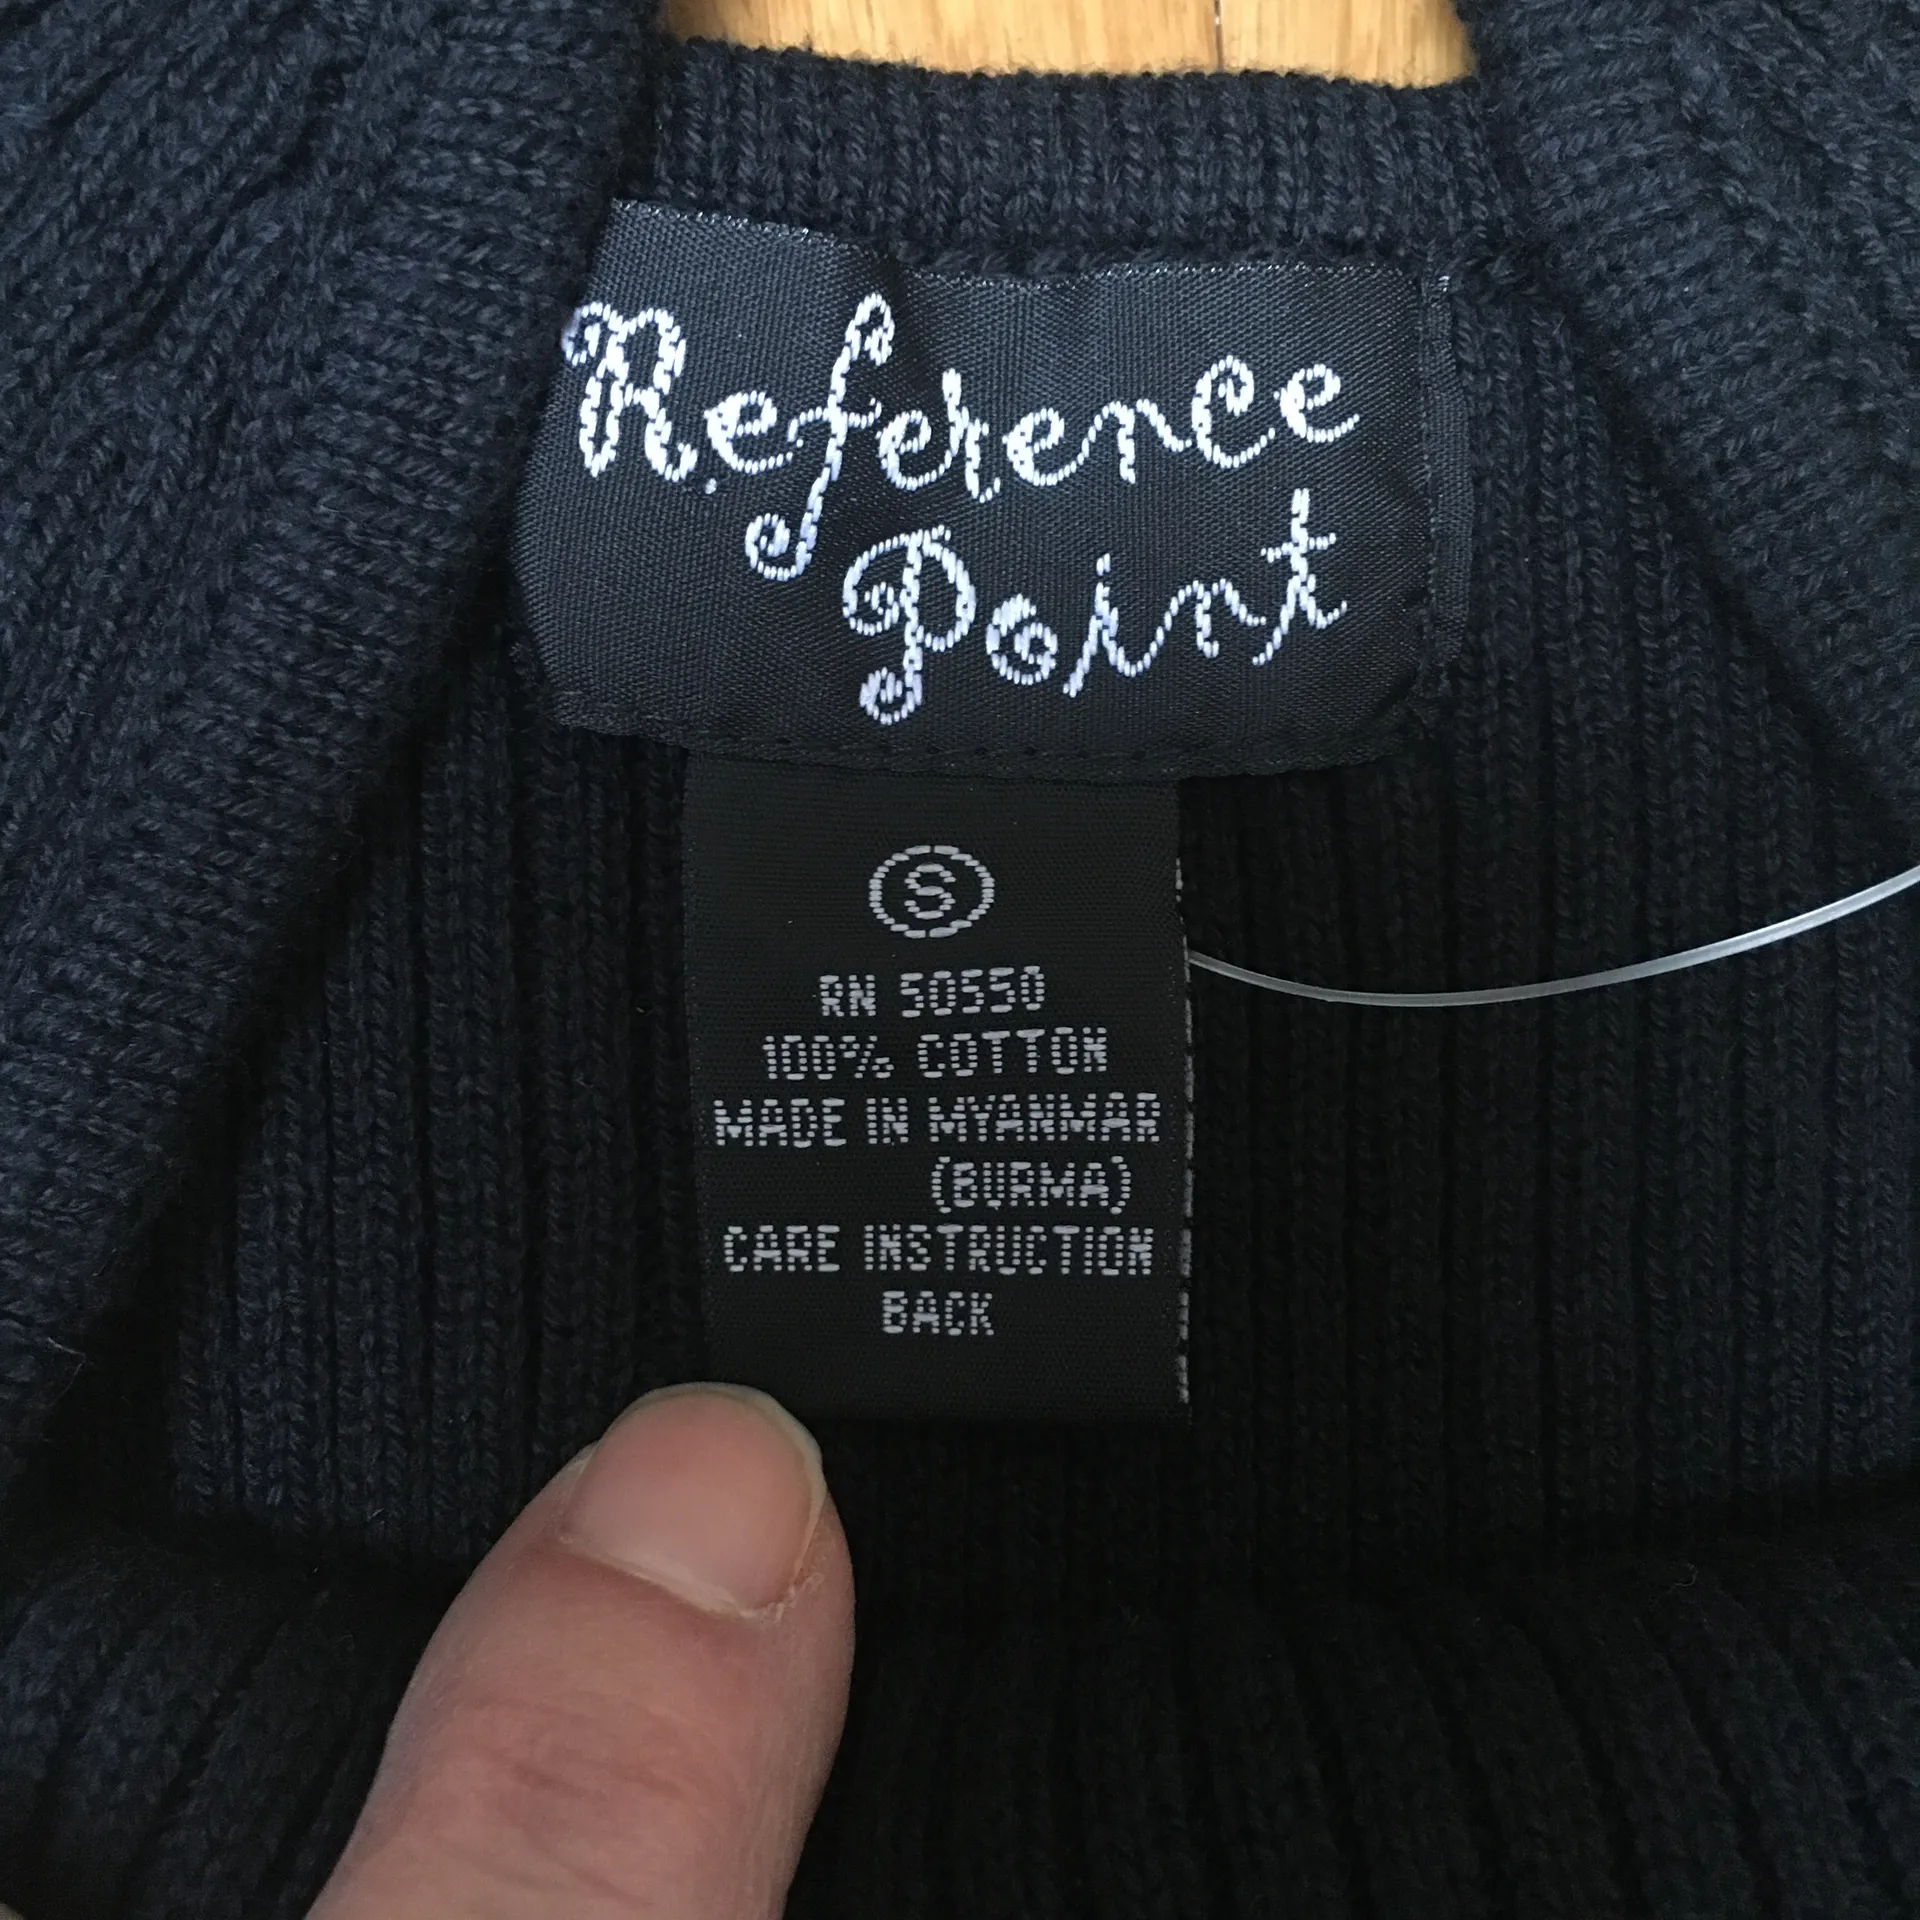 Reference
Point
S
RN 50550
100% COTTON
MADE IN MYANMAR
(BURMA)
CARE INSTRUCTION
BACK